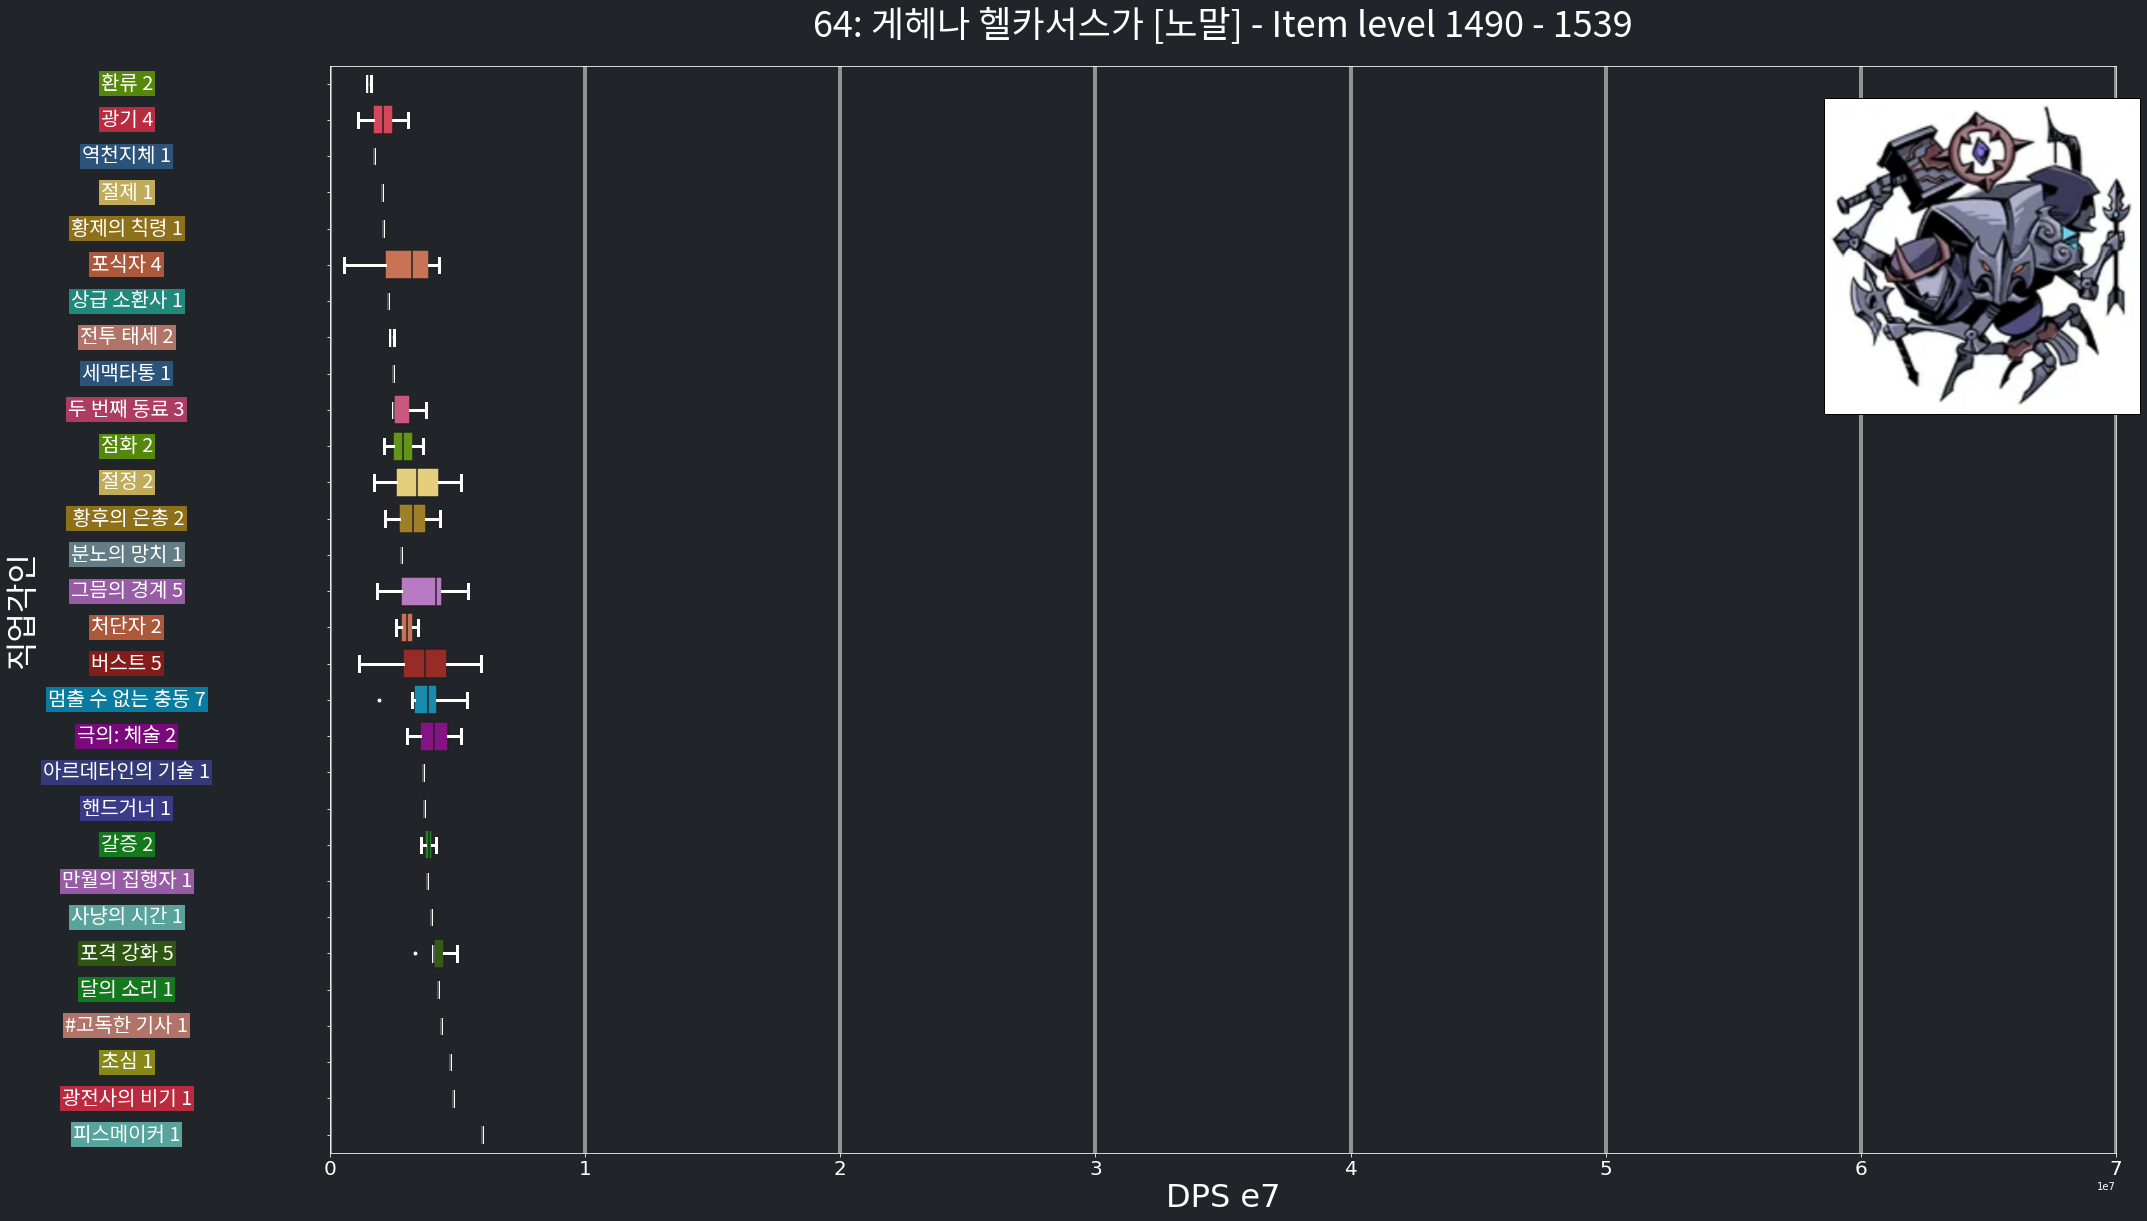 64: 게헤나 헬카서스가 [노말] - Item level 1490 - 1539
환류 2
광기 4
역천지체 1
절제 1
황제의 칙령 1
포식자 4
상급 소환사 1
전투 태세 2
세맥타통 1
두 번째 동료 3
점화 2
절정 2
황후의 은총 2
분노의 망치 1
그믐의 경계 5
처단자 2
버스트 5
멈출 수 없는 충동 7
극의: 체술 2
아르데타인의 기술 1
핸드거너 1
갈증 2
만월의 집행자 1
사냥의 시간 1
포격 강화 5
달의 소리 1
#고독한 기사 1
초심 1
광전사의 비기 1
피스메이커 1
직업각인
0 1 2 3 4 5 6 7
1e7
DPS e7